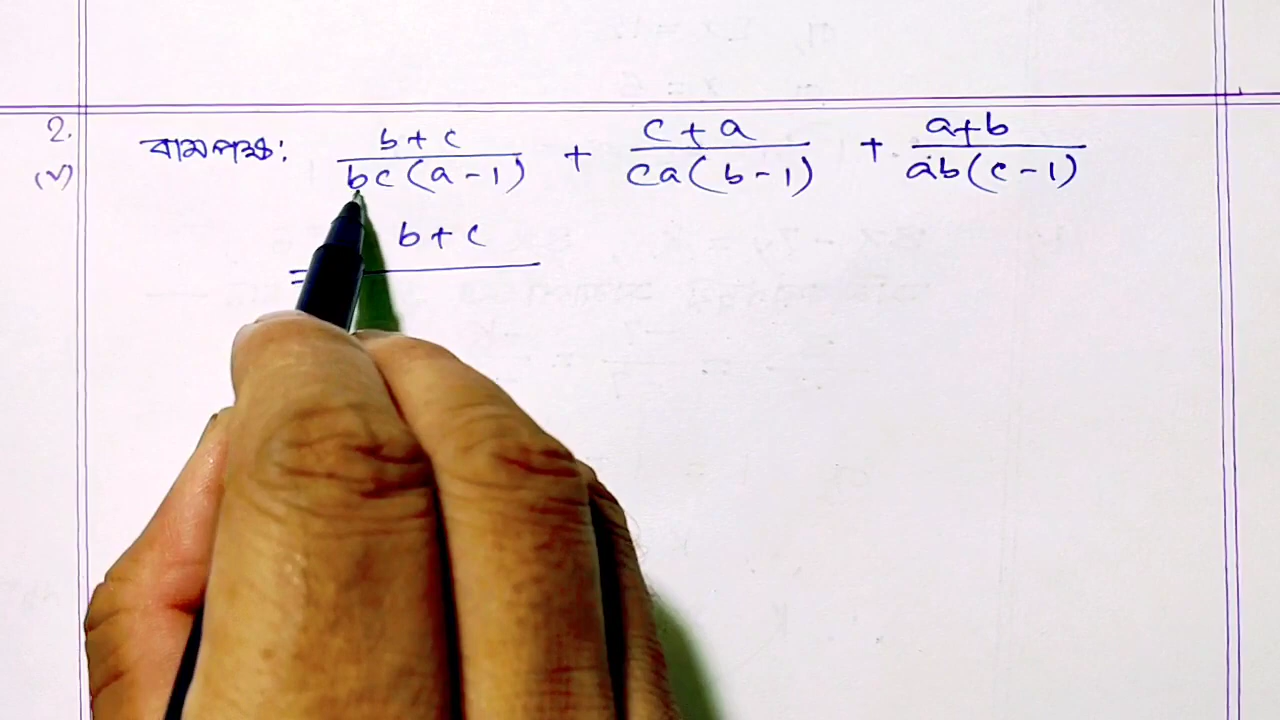 2. বামপক্ষ: (b + c)/(bc(a - 1)) + (c + a)/(ca(b - 1)) + (a + b)/(ab(c - 1))
(v)
= b + c